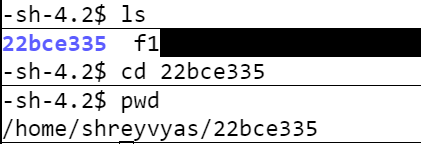 -sh-4.2$ ls
22bce335  f1
-sh-4.2$ cd 22bce335
-sh-4.2$ pwd
/home/shreyvyas/22bce335